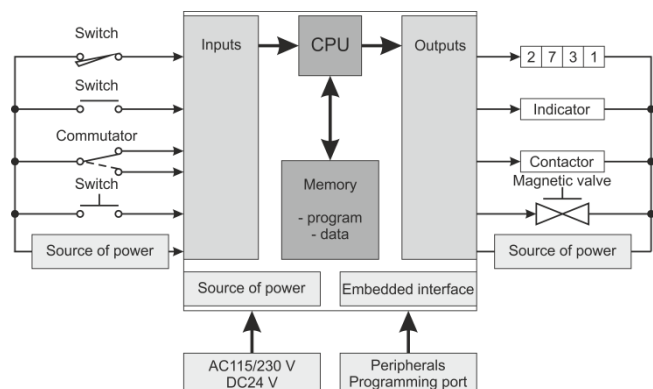 Switch
Inputs
CPU
Outputs
2 7 3 1
Switch
Indicator
Commutator
Contactor
Switch
Memory
- program
- data
Magnetic valve
Source of power
Source of power
Source of power
Embedded interface
AC115/230 V
DC24 V
Peripherals
Programming port